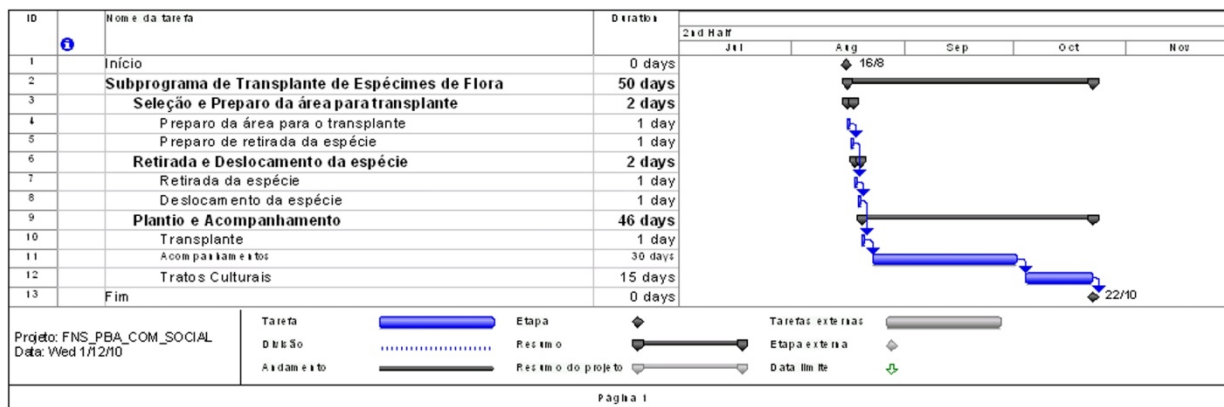 ID Nome da tarefa Duration
2nd Half
Jul Aug Sep Oct Nov
1 Início 0 days 16/8
2 Subprograma de Transplante de Espécimes de Flora 50 days
3 Seleção e Preparo da área para transplante 2 days
4 Preparo da área para o transplante 1 day
5 Preparo de retirada da espécie 1 day
6 Retirada e Deslocamento da espécie 2 days
7 Retirada da espécie 1 day
8 Deslocamento da espécie 1 day
9 Plantio e Acompanhamento 46 days
10 Transplante 1 day
11 Acompanhamentos 30 days
12 Tratos Culturais 15 days
13 Fim 0 days 22/10
Projeto: FNS_PBA_COM_SOCIAL
Data: Wed 1/12/10
Tarefa Etapa Tarefas externas
Divisão Resumo Etapa externa
Andamento Resumo do projeto Data limite
Página 1